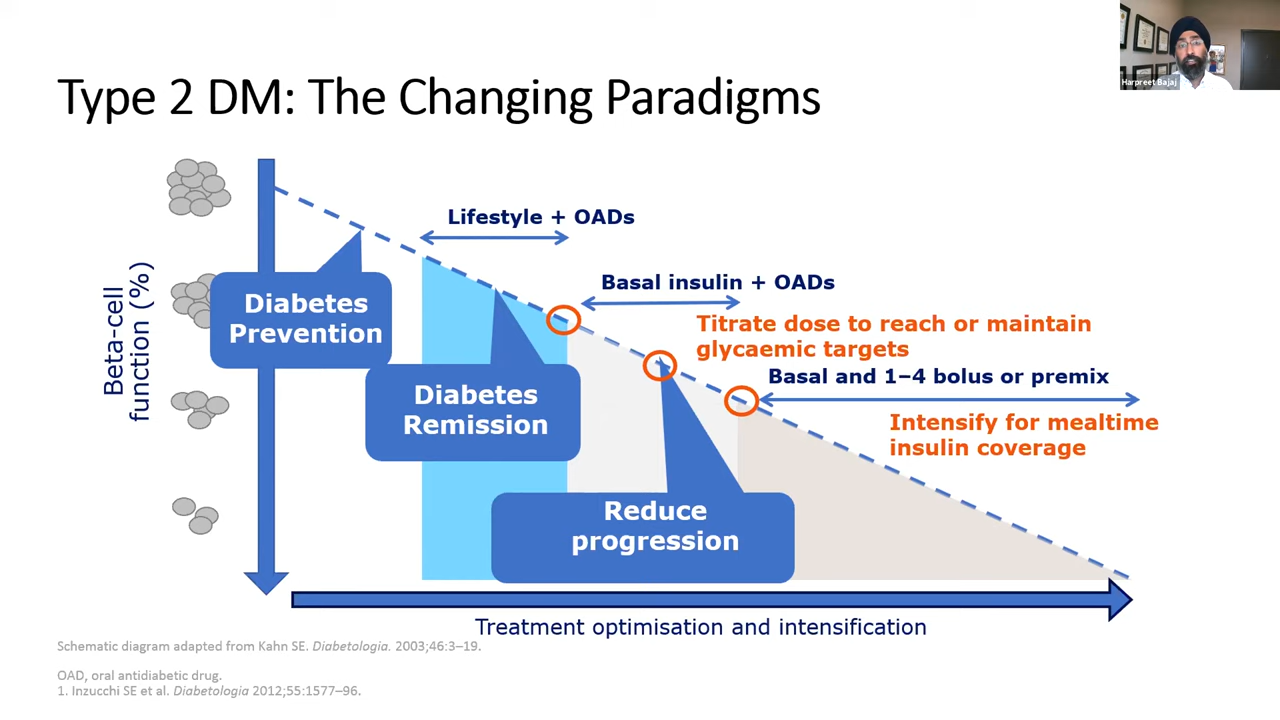 Harpreet Bajaj
Type 2 DM: The Changing Paradigms
Beta-cell
function (%)
Lifestyle + OADs
Basal insulin + OADs
Diabetes
Prevention
Titrate dose to reach or maintain
glycaemic targets
Basal and 1–4 bolus or premix
Diabetes
Remission
Intensify for mealtime
insulin coverage
Reduce
progression
Treatment optimisation and intensification
Schematic diagram adapted from Kahn SE. Diabetologia. 2003;46:3–19.
OAD, oral antidiabetic drug.
1. Inzucchi SE et al. Diabetologia 2012;55:1577–96.